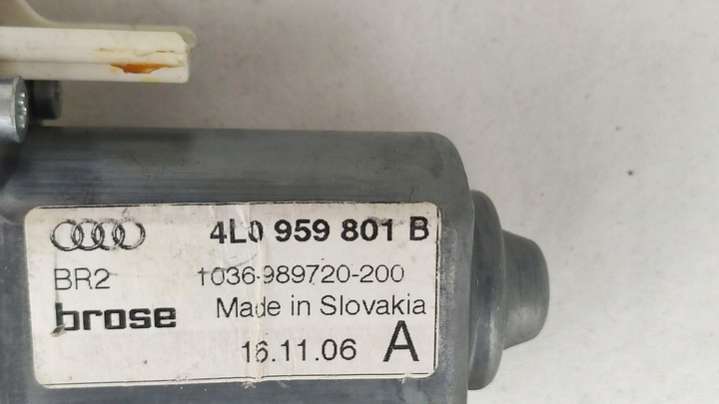 4L0 959 801 B
BR2 1036-989720-200
brose Made in Slovakia
16.11.06 A